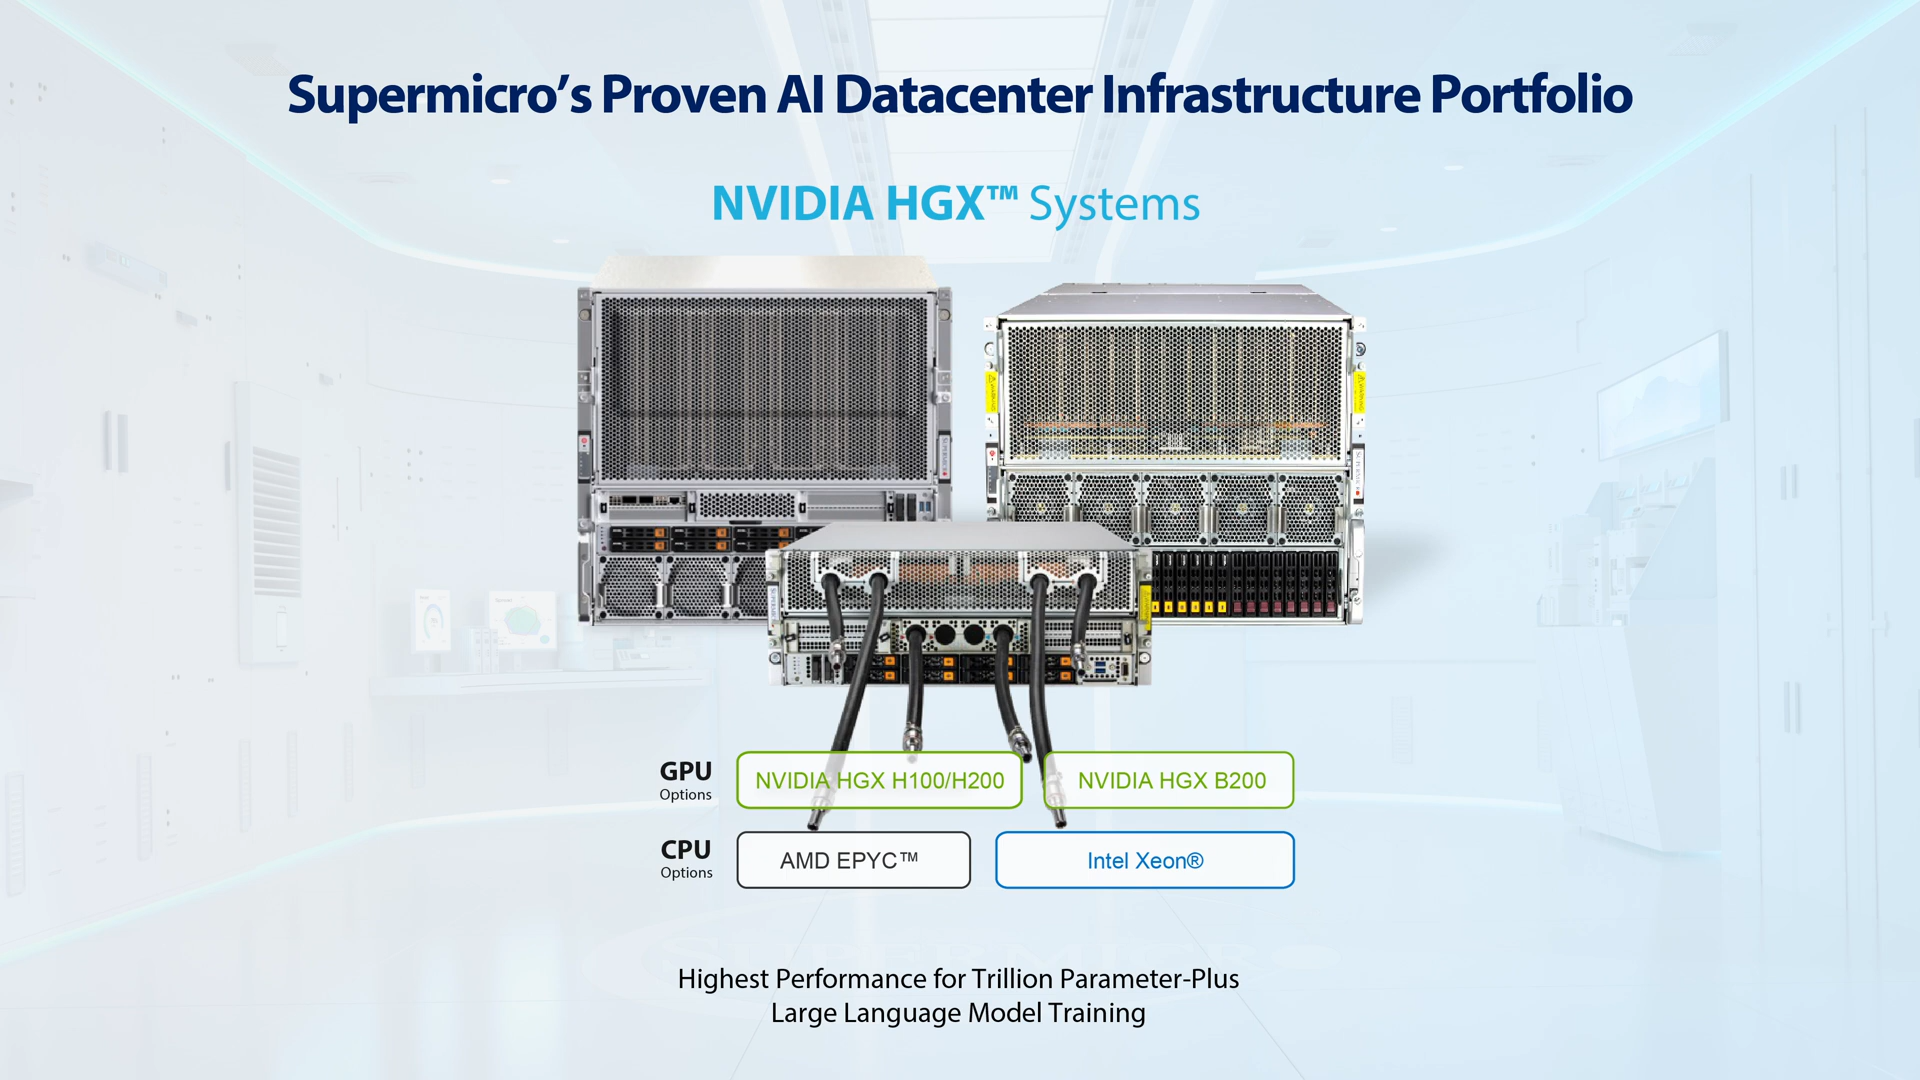 Supermicro’s Proven AI Datacenter Infrastructure Portfolio
NVIDIA HGX™ Systems
GPU
Options
NVIDIA HGX H100/H200
NVIDIA HGX B200
CPU
Options
AMD EPYC™
Intel Xeon®
Highest Performance for Trillion Parameter-Plus
Large Language Model Training